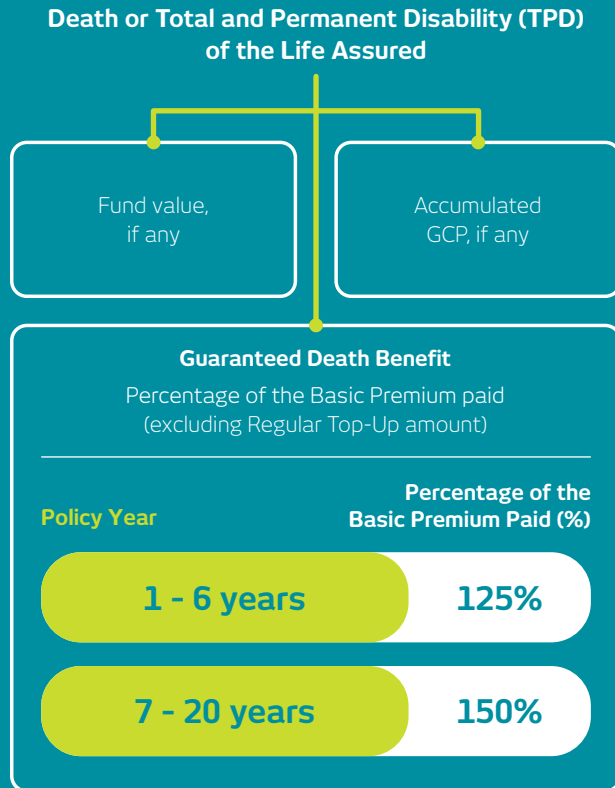 Death or Total and Permanent Disability (TPD)
of the Life Assured
Fund value,
if any
Accumulated
GCP, if any
Guaranteed Death Benefit
Percentage of the Basic Premium paid
(excluding Regular Top-Up amount)
Policy Year
Percentage of the
Basic Premium Paid (%)
1 - 6 years
125%
7 - 20 years
150%